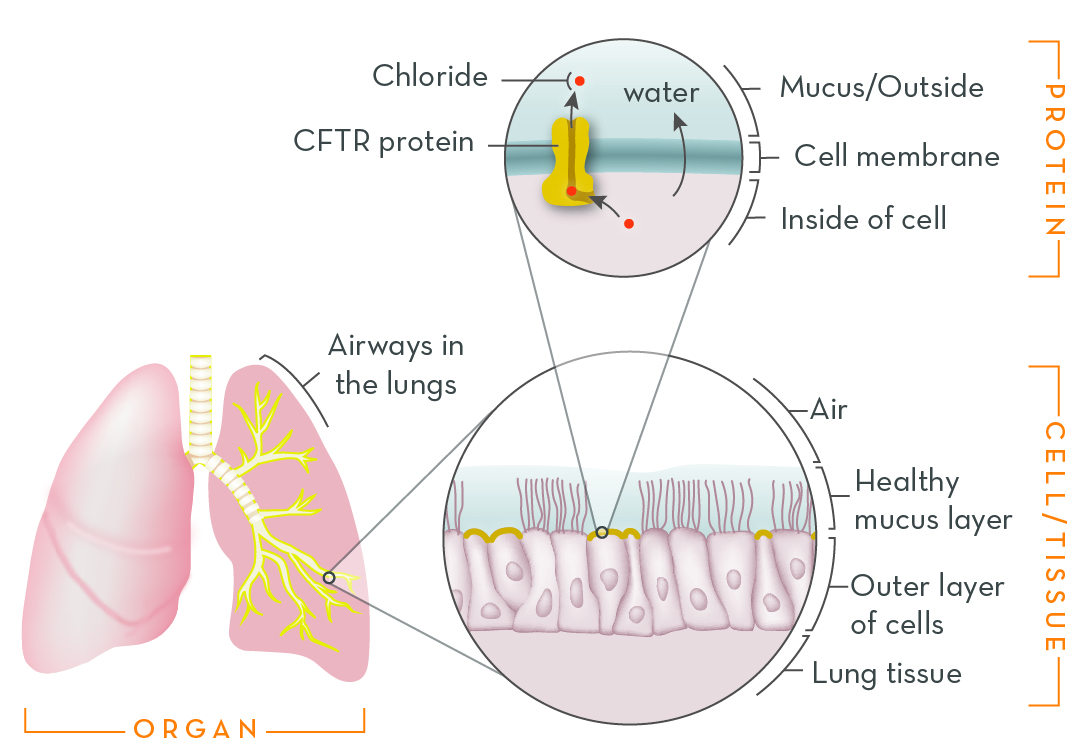 Chloride
water
CFTR protein
Mucus/Outside
Cell membrane
Inside of cell
PROTEIN
Airways in
the lungs
Air
Healthy
mucus layer
Outer layer
of cells
Lung tissue
CELL/TISSUE
ORGAN